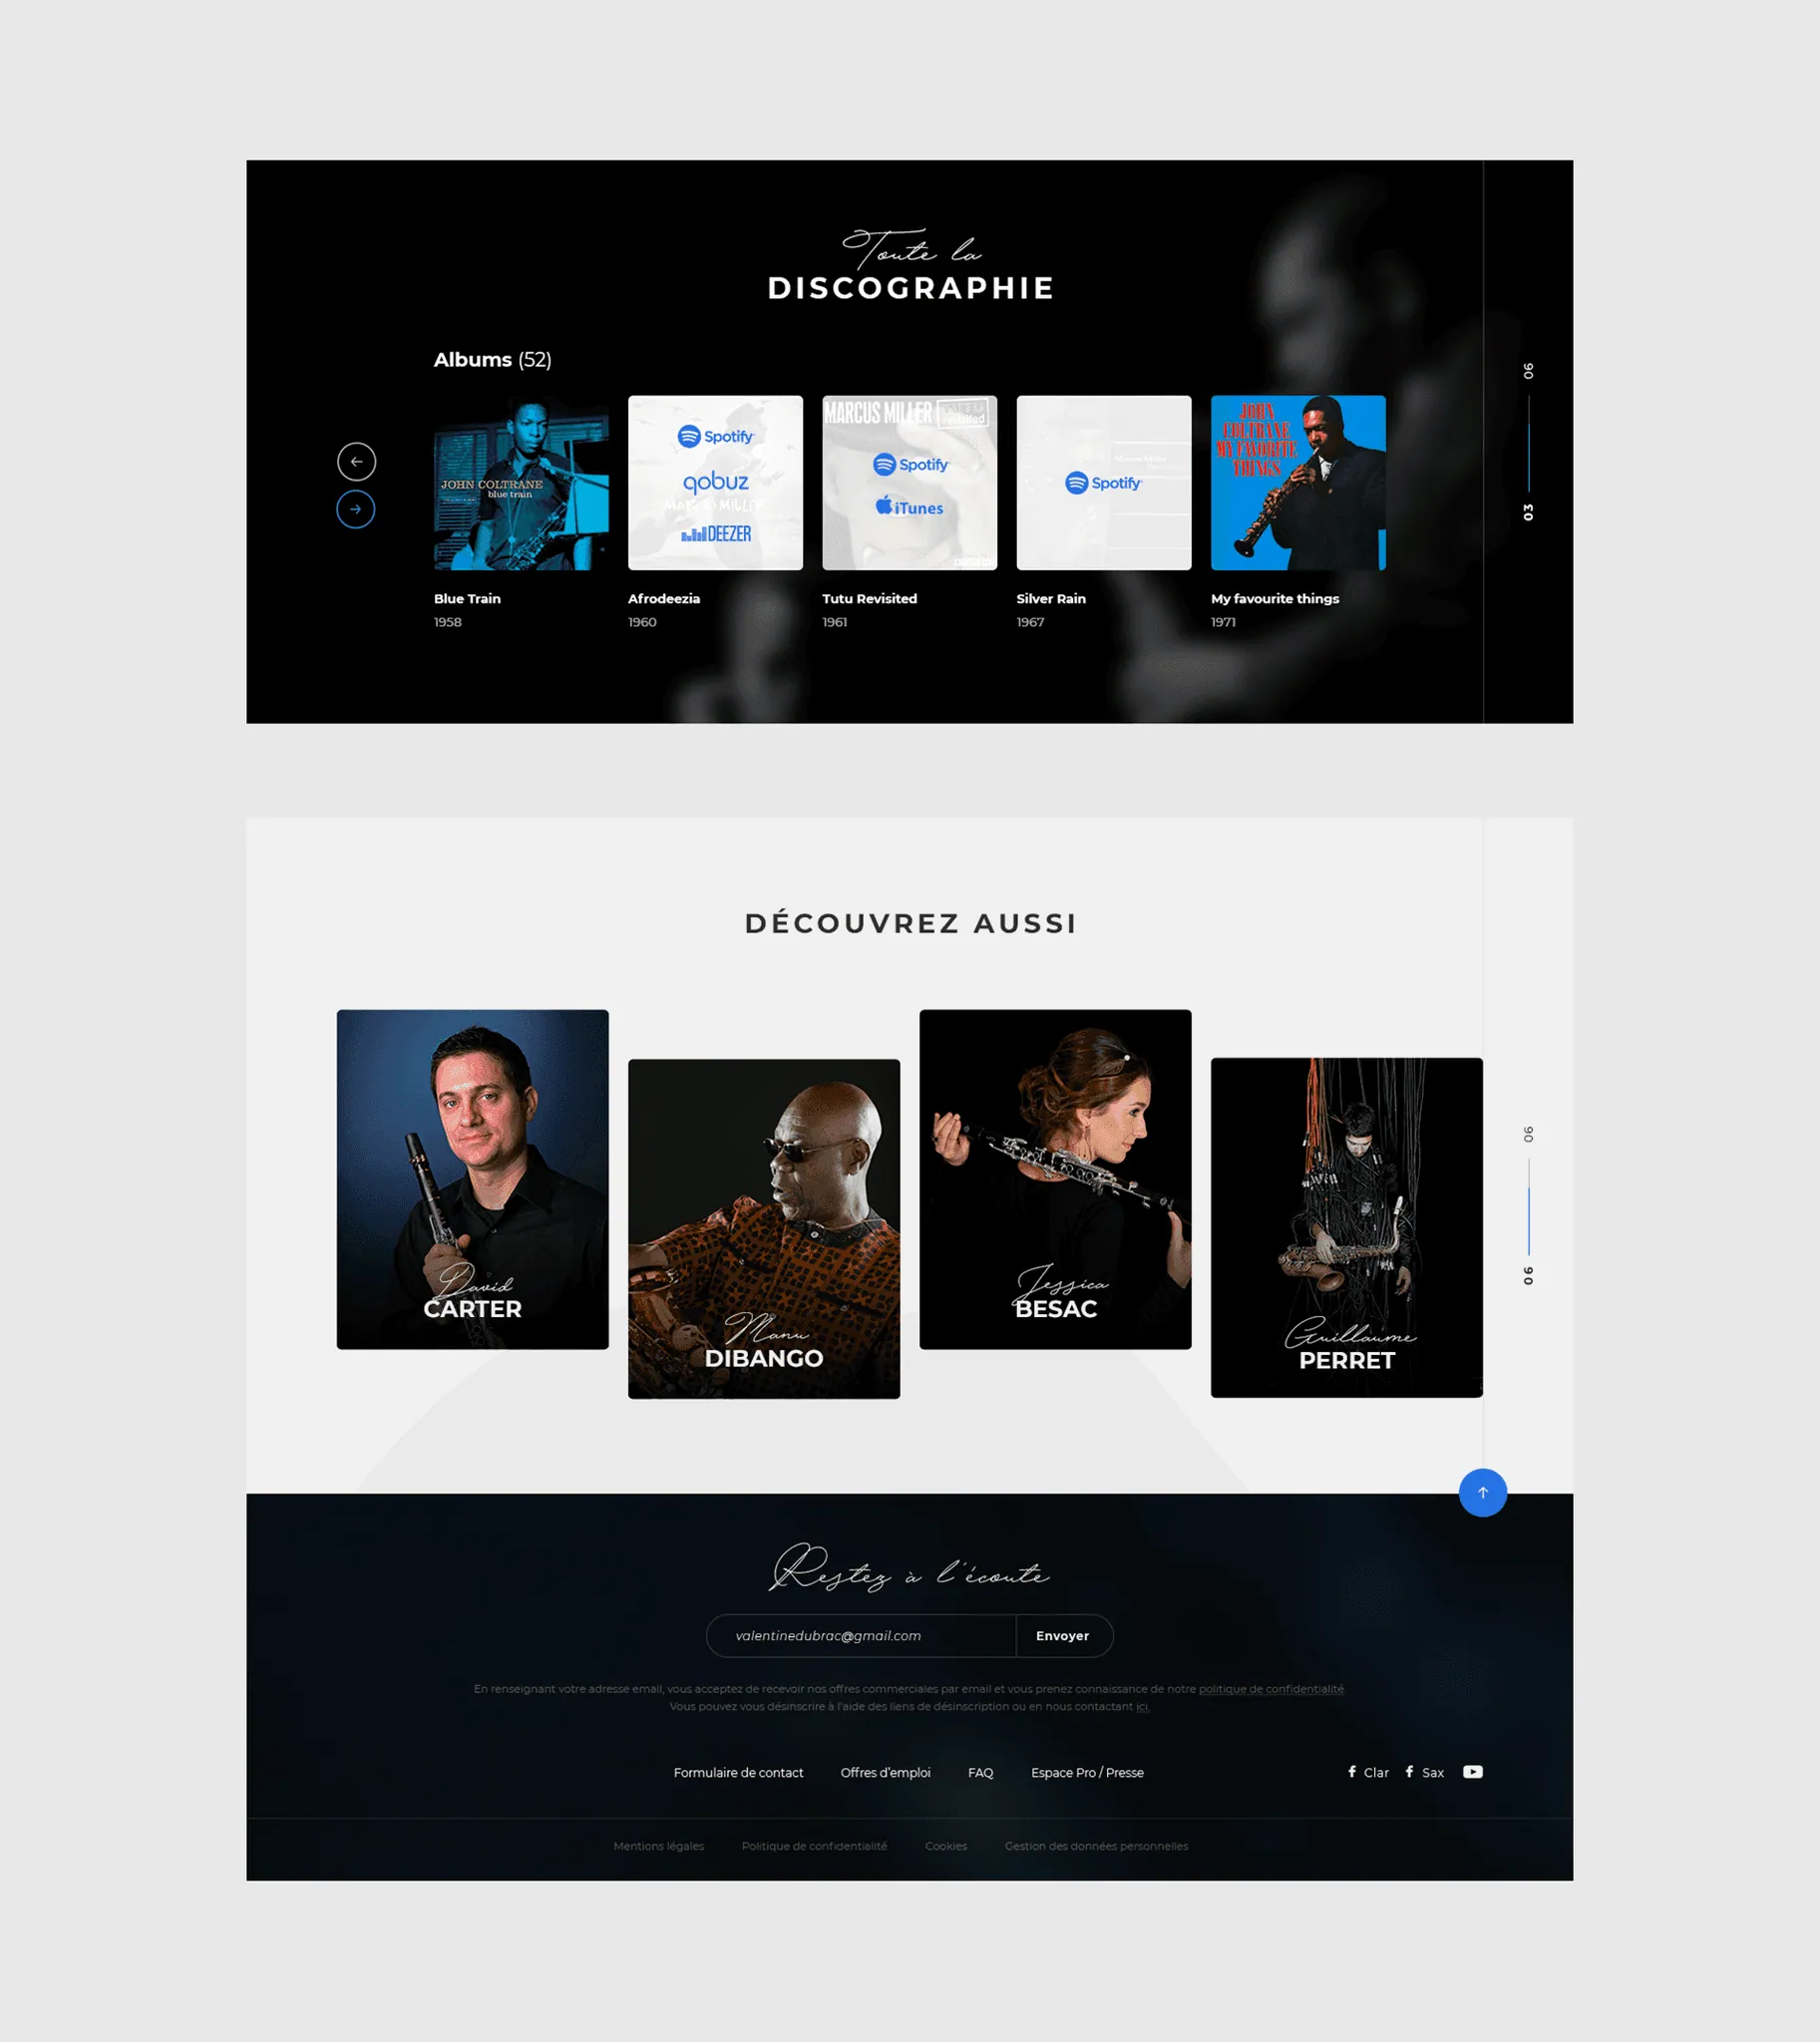 Toute la
DISCOGRAPHIE
Albums (52)
06
03
JOHN COLTRANE
blue train
Spotify
qobuz
MARCUS MILLER
DEEZER
MARCUS MILLER
revisited
Spotify
iTunes
Marcus Miller
Spotify
JOHN
COLTRANE
MY FAVORITE
THINGS
Blue Train
Afrodeezia
Tutu Revisited
Silver Rain
My favourite things
1958
1960
1961
1967
1971
DÉCOUVREZ AUSSI
David
CARTER
Manu
DIBANGO
Jessica
BESAC
Guillaume
PERRET
06
06
Restez à l'écoute
valentinedubrac@gmail.com
Envoyer
En renseignant votre adresse email, vous acceptez de recevoir nos offres commerciales par email et vous prenez connaissance de notre politique de confidentialité.
Vous pouvez vous désinscrire à l'aide des liens de désinscription ou en nous contactant ici.
Formulaire de contact Offres d'emploi FAQ Espace Pro / Presse
Clar Sax
Mentions légales Politique de confidentialité Cookies Gestion des données personnelles